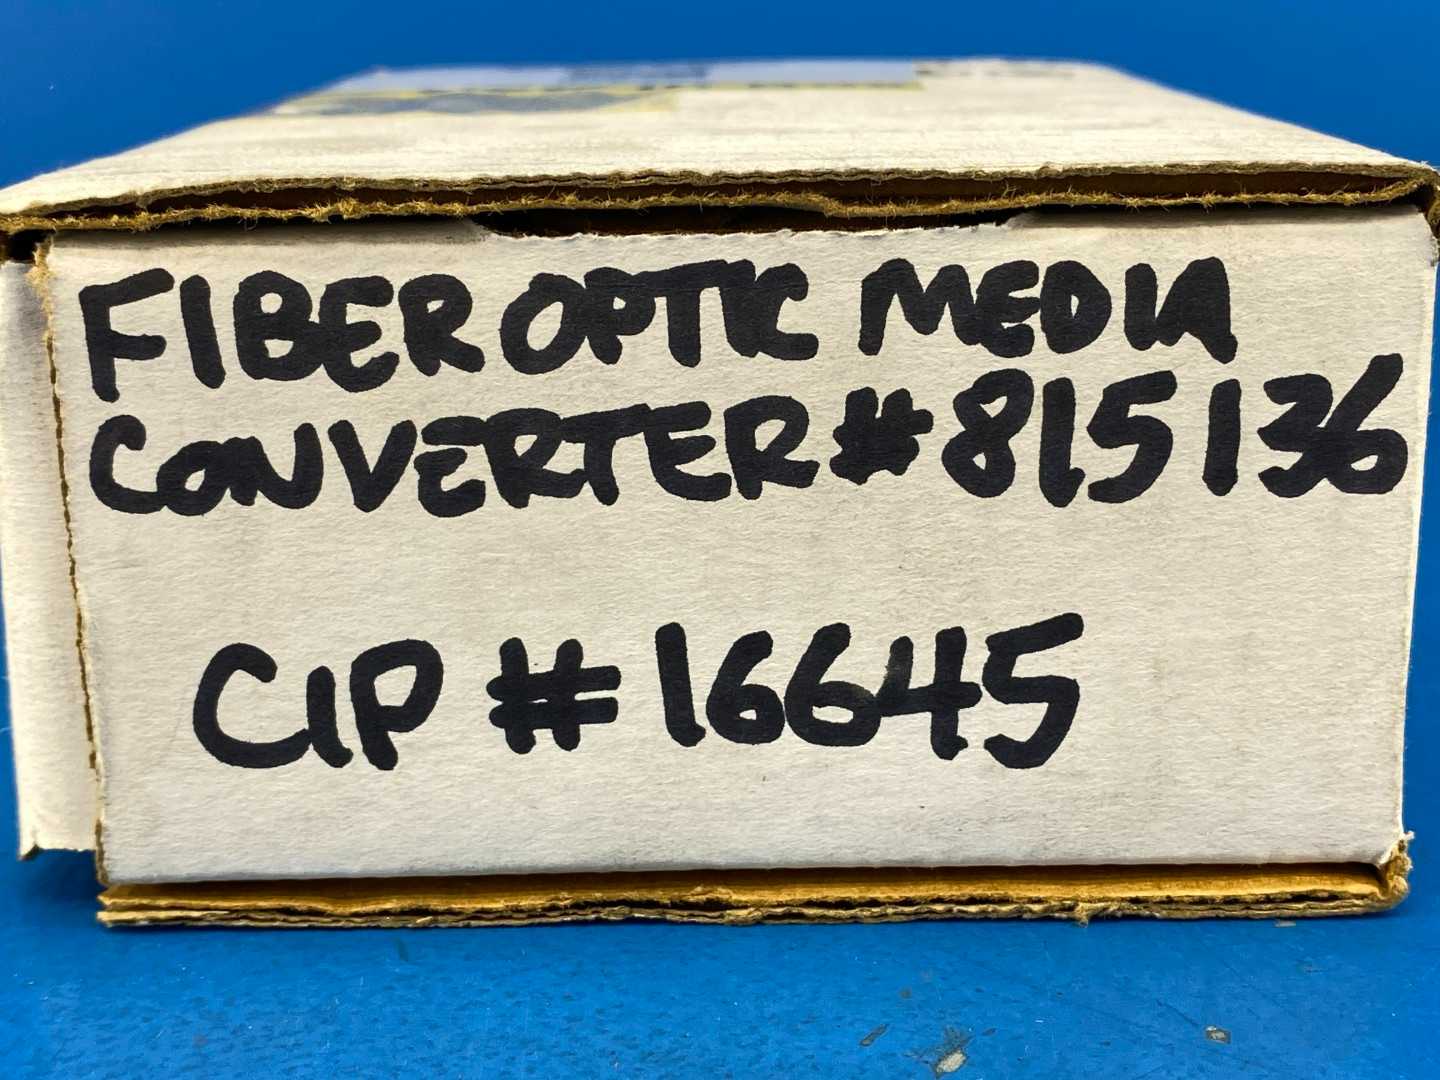 FIBER OPTIC MEDIA
CONVERTER #815136
CIP #16645